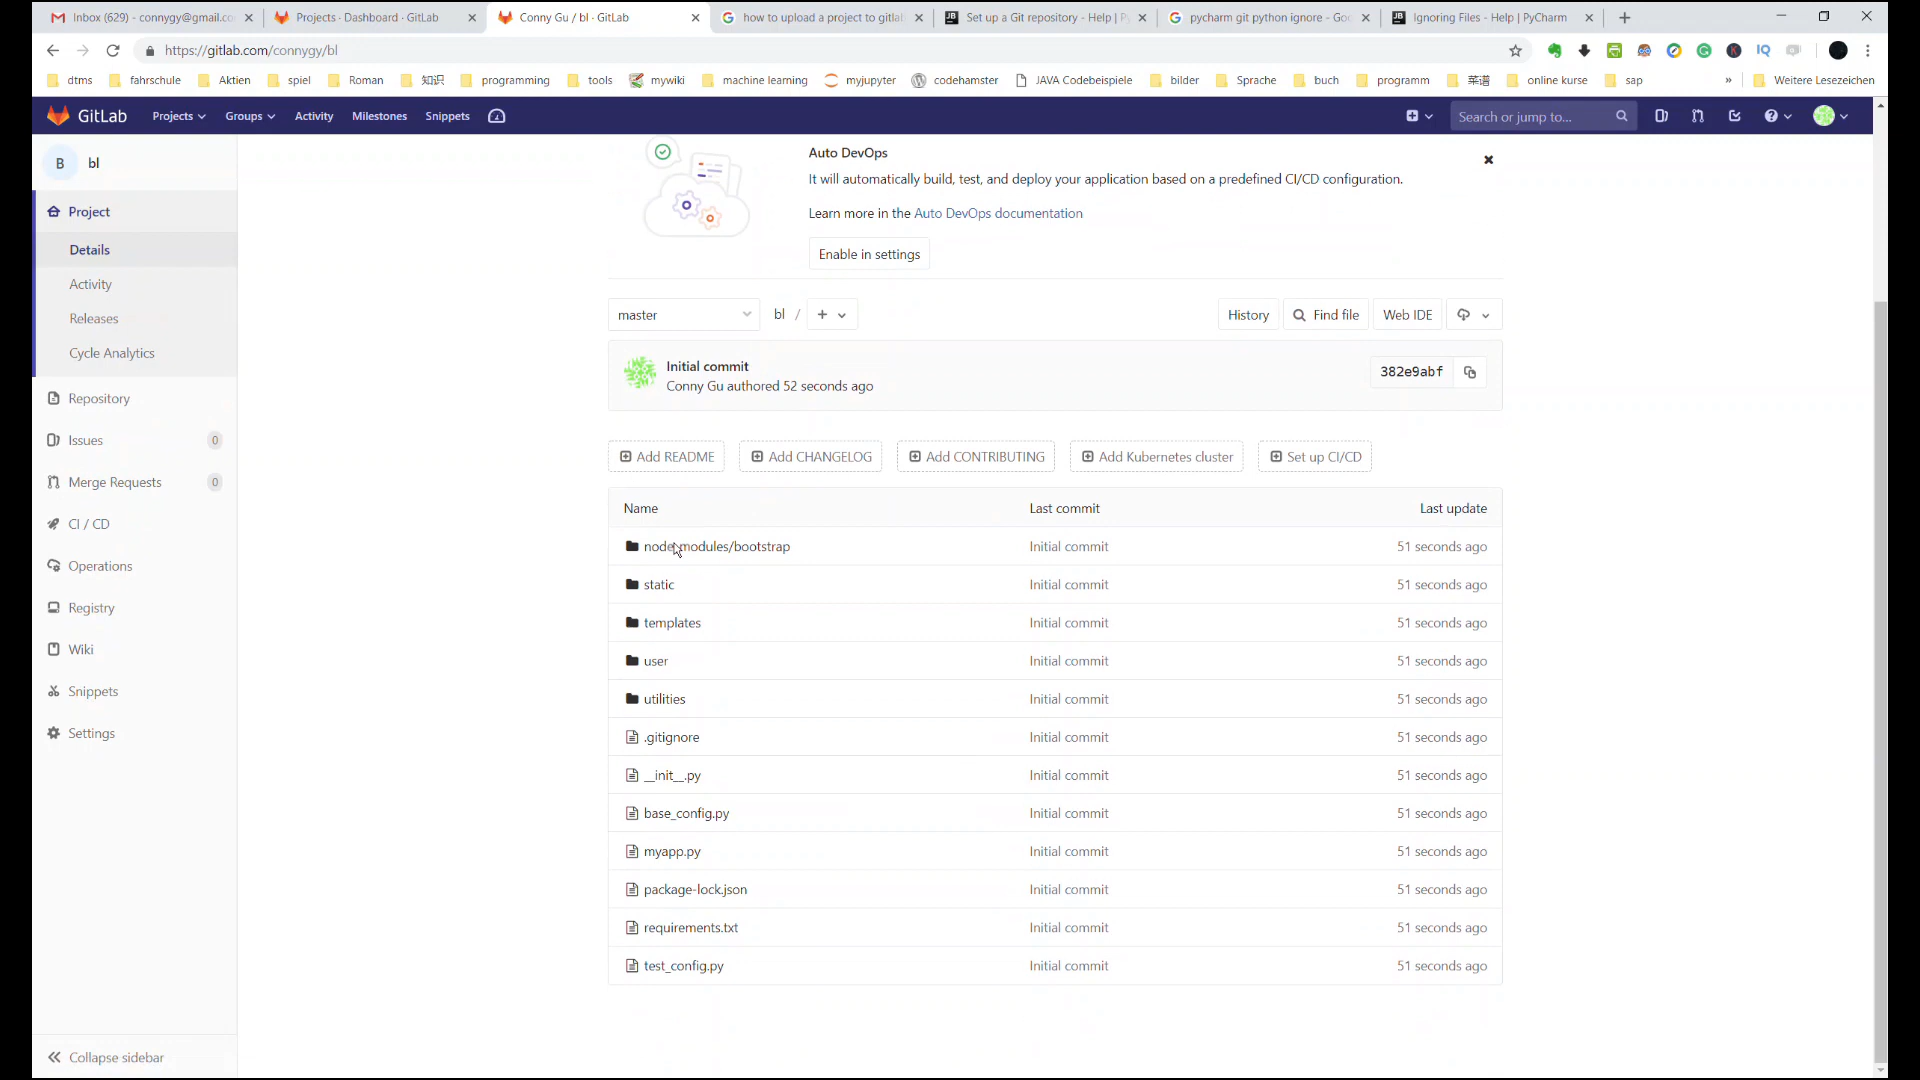 Inbox (629) - connygy@gmail.co
Projects · Dashboard · GitLab
Conny Gu / bl · GitLab
how to upload a project to gitlab
Set up a Git repository - Help | P
pycharm git python ignore - Goo
Ignoring Files - Help | PyCharm
https://gitlab.com/connygy/bl
dtms
fahrschule
Aktien
spiel
Roman
知识
programming
tools
mywiki
machine learning
myjupyter
codehamster
JAVA Codebeispiele
bilder
Sprache
buch
programm
菜谱
online kurse
sap
»
Weitere Lesezeichen
GitLab
Projects
Groups
Activity
Milestones
Snippets
Search or jump to...
B
bl
Project
Details
Activity
Releases
Cycle Analytics
Repository
Issues 0
Merge Requests 0
CI / CD
Operations
Registry
Wiki
Snippets
Settings
Collapse sidebar
Auto DevOps
It will automatically build, test, and deploy your application based on a predefined CI/CD configuration.
Learn more in the Auto DevOps documentation
Enable in settings
master
bl / +
History
Find file
Web IDE
Initial commit
Conny Gu authored 52 seconds ago
382e9abf
Add README
Add CHANGELOG
Add CONTRIBUTING
Add Kubernetes cluster
Set up CI/CD
Name Last commit Last update
node_modules/bootstrap Initial commit 51 seconds ago
static Initial commit 51 seconds ago
templates Initial commit 51 seconds ago
user Initial commit 51 seconds ago
utilities Initial commit 51 seconds ago
.gitignore Initial commit 51 seconds ago
__init__.py Initial commit 51 seconds ago
base_config.py Initial commit 51 seconds ago
myapp.py Initial commit 51 seconds ago
package-lock.json Initial commit 51 seconds ago
requirements.txt Initial commit 51 seconds ago
test_config.py Initial commit 51 seconds ago